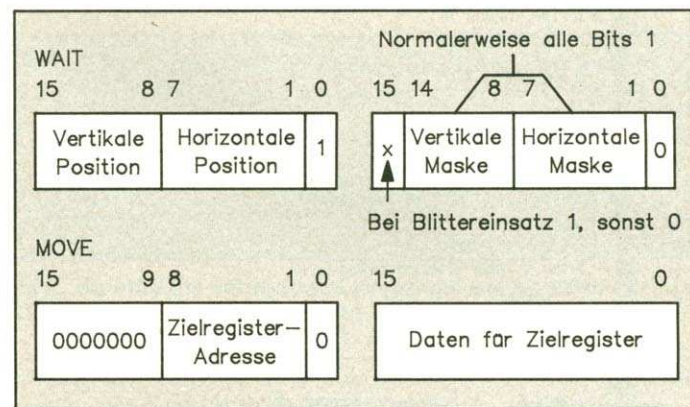 Normalerweise alle Bits 1
WAIT
15 8 7 1 0
15 14 8 7 1 0
Vertikale Position
Horizontale Position
1
x
Vertikale Maske
Horizontale Maske
0
Bei Blittereinsatz 1, sonst 0
MOVE
15 9 8 1 0
15 0
0000000
Zielregister-
Adresse
0
Daten für Zielregister